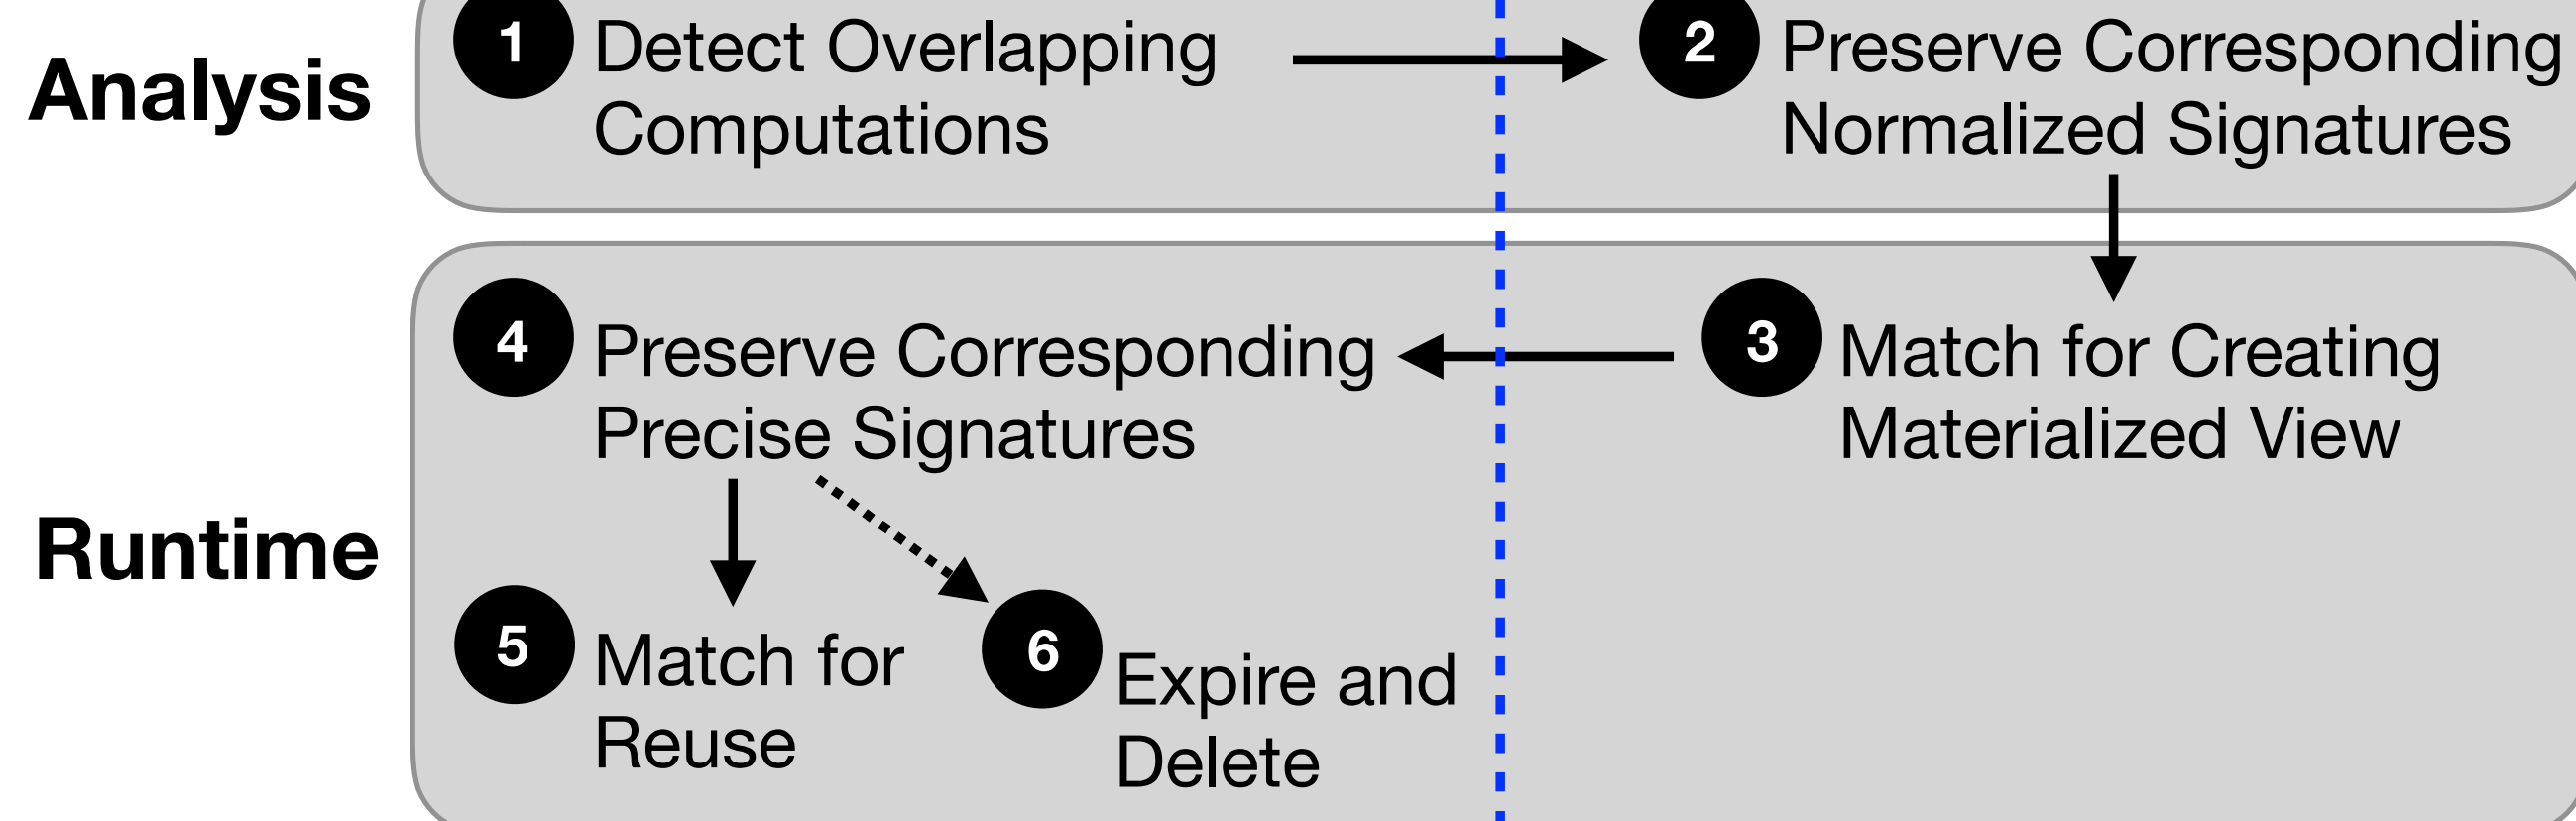 Analysis
1 Detect Overlapping
Computations
2 Preserve Corresponding
Normalized Signatures
Runtime
4 Preserve Corresponding
Precise Signatures
3 Match for Creating
Materialized View
5 Match for
Reuse
6 Expire and
Delete